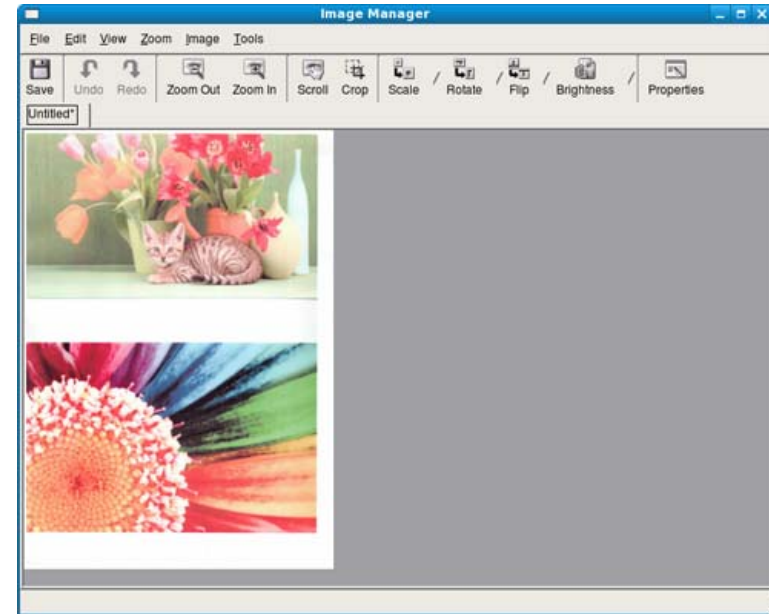 Image Manager
File Edit View Zoom Image Tools
Save Undo Redo Zoom Out Zoom In Scroll Crop Scale / Rotate / Flip / Brightness / Properties
Untitled*